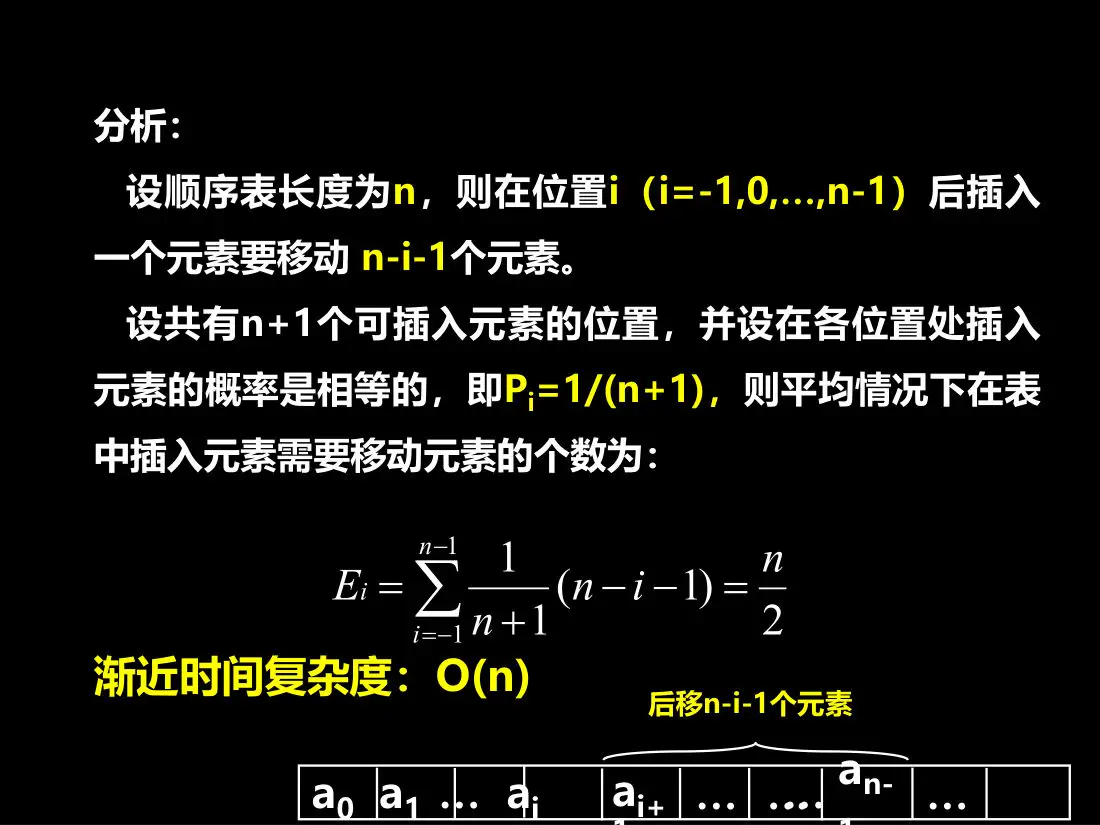 分析：
设顺序表长度为n，则在位置i（i=-1,0,…,n-1）后插入
一个元素要移动 n-i-1个元素。
设共有n+1个可插入元素的位置，并设在各位置处插入
元素的概率是相等的，即Pi=1/(n+1)，则平均情况下在表
中插入元素需要移动元素的个数为：
Ei = ∑_{i=-1}^{n-1} \frac{1}{n+1}(n-i-1) = \frac{n}{2}
渐近时间复杂度：O(n)
后移n-i-1个元素
a0 a1 … ai ai+1 … …. an-1 …